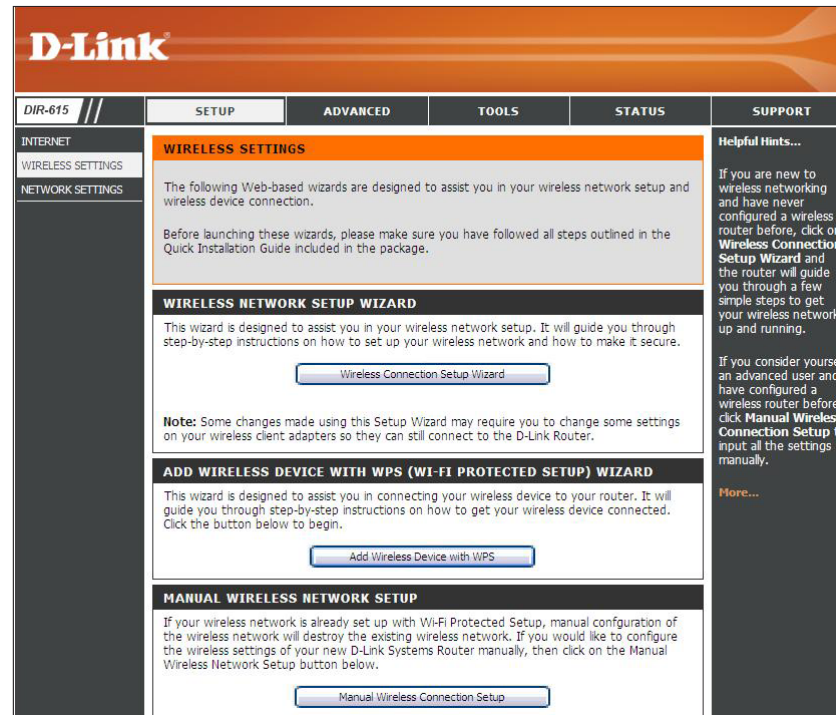 D-Link
DIR-615
SETUP
ADVANCED
TOOLS
STATUS
SUPPORT
INTERNET
WIRELESS SETTINGS
NETWORK SETTINGS
WIRELESS SETTINGS
The following Web-based wizards are designed to assist you in your wireless network setup and
wireless device connection.
Before launching these wizards, please make sure you have followed all steps outlined in the
Quick Installation Guide included in the package.
WIRELESS NETWORK SETUP WIZARD
This wizard is designed to assist you in your wireless network setup. It will guide you through
step-by-step instructions on how to set up your wireless network and how to make it secure.
Wireless Connection Setup Wizard
Note: Some changes made using this Setup Wizard may require you to change some settings
on your wireless client adapters so they can still connect to the D-Link Router.
ADD WIRELESS DEVICE WITH WPS (WI-FI PROTECTED SETUP) WIZARD
This wizard is designed to assist you in connecting your wireless device to your router. It will
guide you through step-by-step instructions on how to get your wireless device connected.
Click the button below to begin.
Add Wireless Device with WPS
MANUAL WIRELESS NETWORK SETUP
If your wireless network is already set up with Wi-Fi Protected Setup, manual confguration of
the wireless network will destroy the existing wireless network. If you would like to configure
the wireless settings of your new D-Link Systems Router manually, then click on the Manual
Wireless Network Setup button below.
Manual Wireless Connection Setup
Helpful Hints...
If you are new to
wireless networking
and have never
configured a wireless
router before, click
Wireless Connection
Setup Wizard and
the router will guide
you through a few
simple steps to get
your wireless network
up and running.
If you consider
an advanced user and
have configured a
wireless router before
click Manual
Connection Setup
input all the settings
manually.
More...